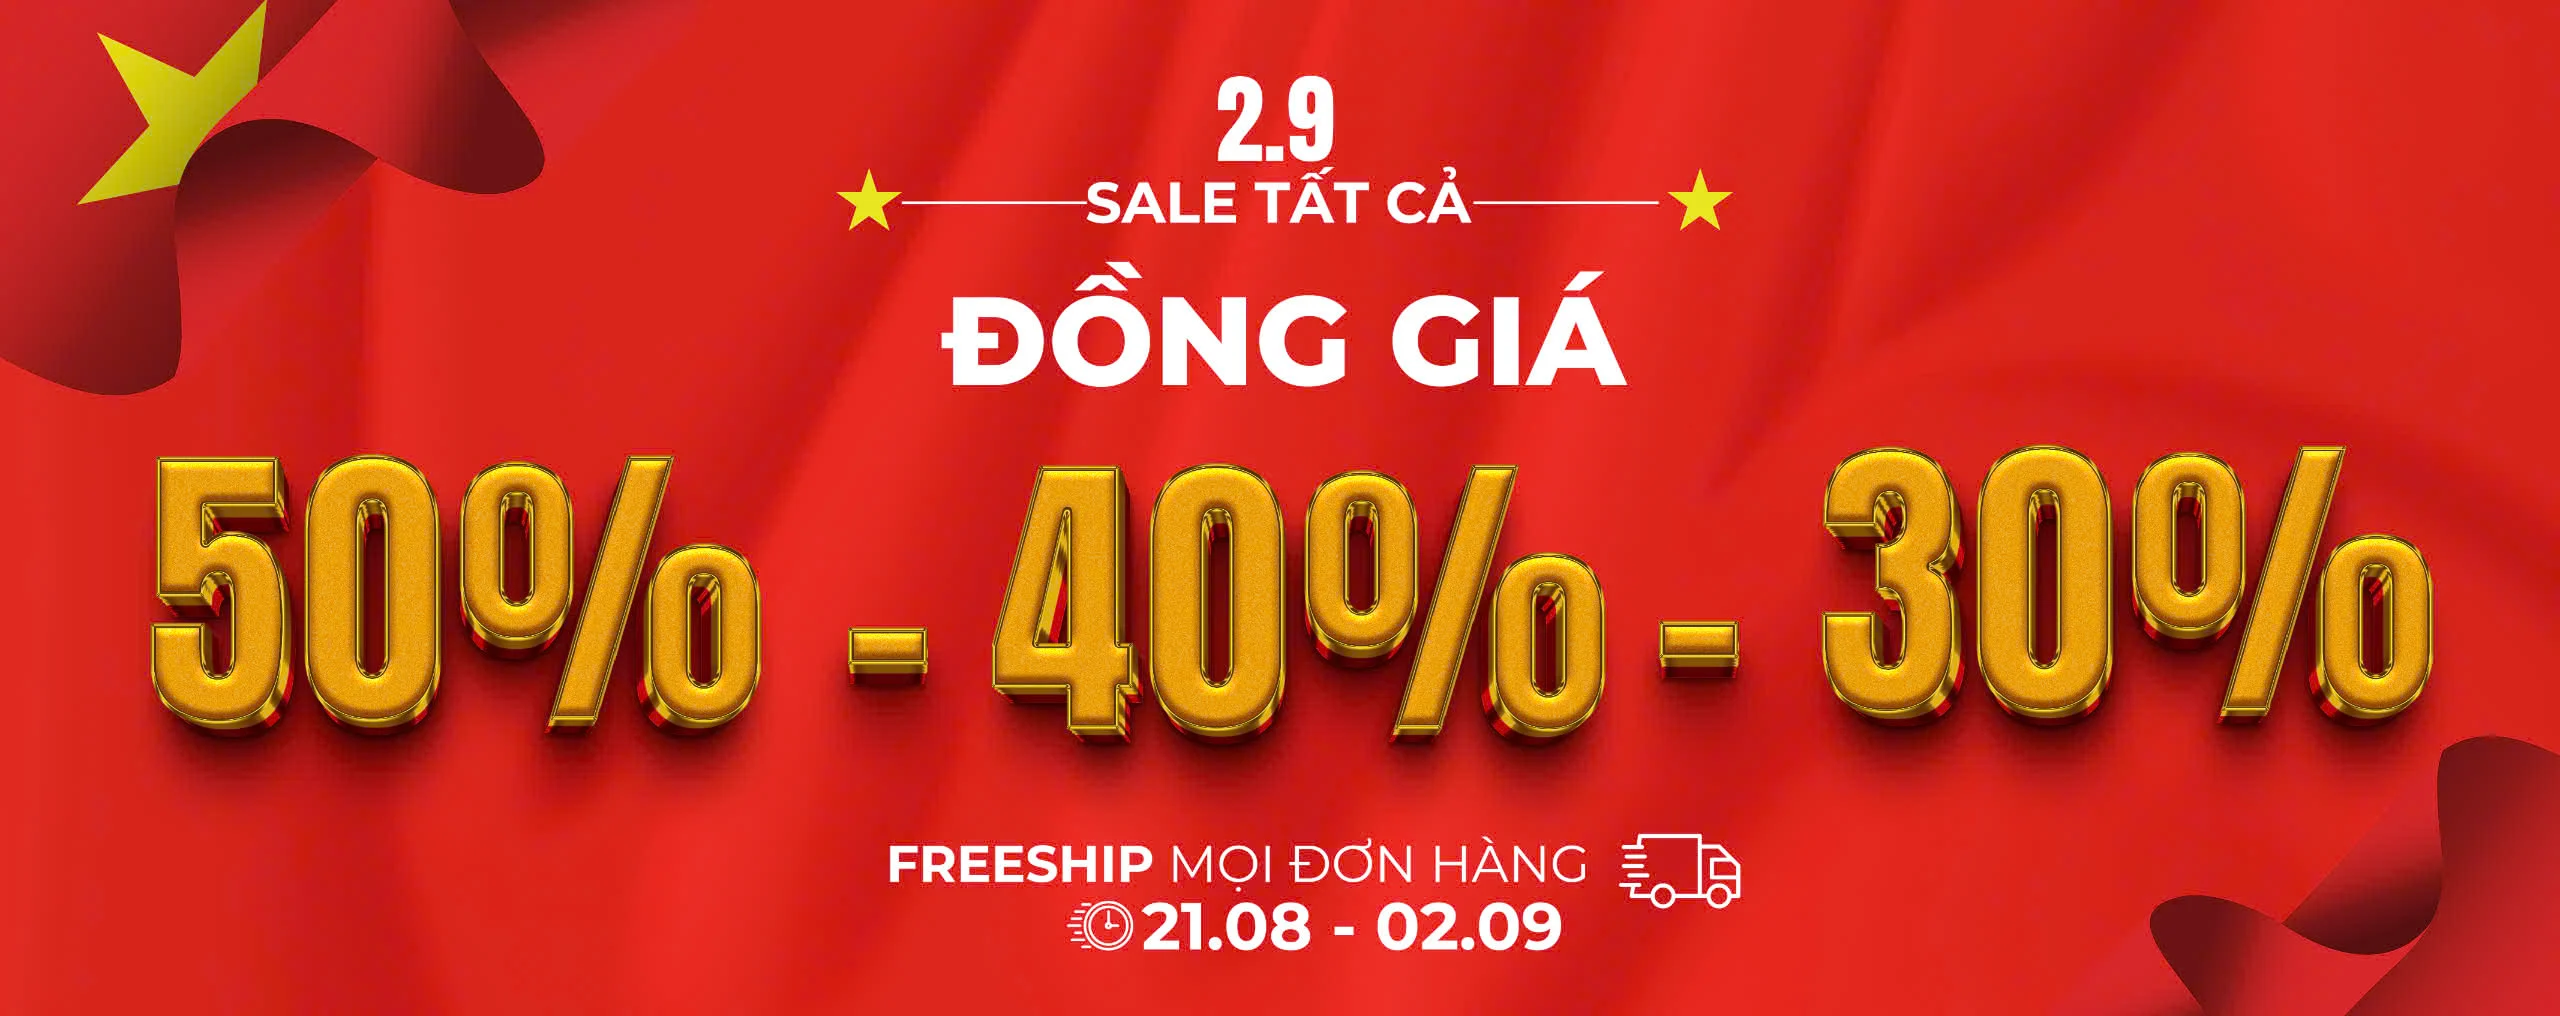 2.9
SALE TẤT CẢ
ĐỒNG GIÁ
50% - 40% - 30%
FREESHIP MỌI ĐƠN HÀNG
21.08 - 02.09